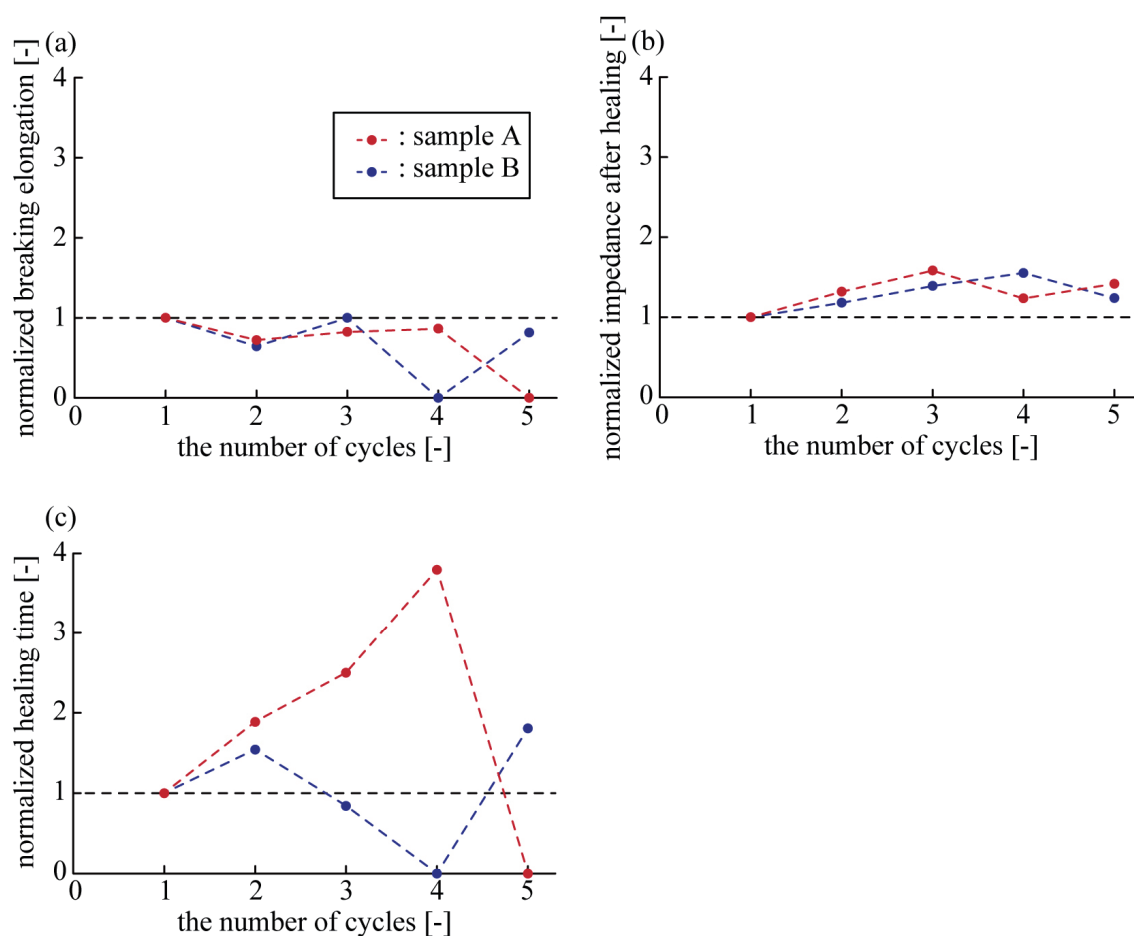 (a)
normalized breaking elongation [-]
4
3
2
1
0
0 1 2 3 4 5
the number of cycles [-]
: sample A
: sample B
(b)
normalized impedance after healing [-]
4
3
2
1
0
0 1 2 3 4 5
the number of cycles [-]
(c)
normalized healing time [-]
4
3
2
1
0
0 1 2 3 4 5
the number of cycles [-]